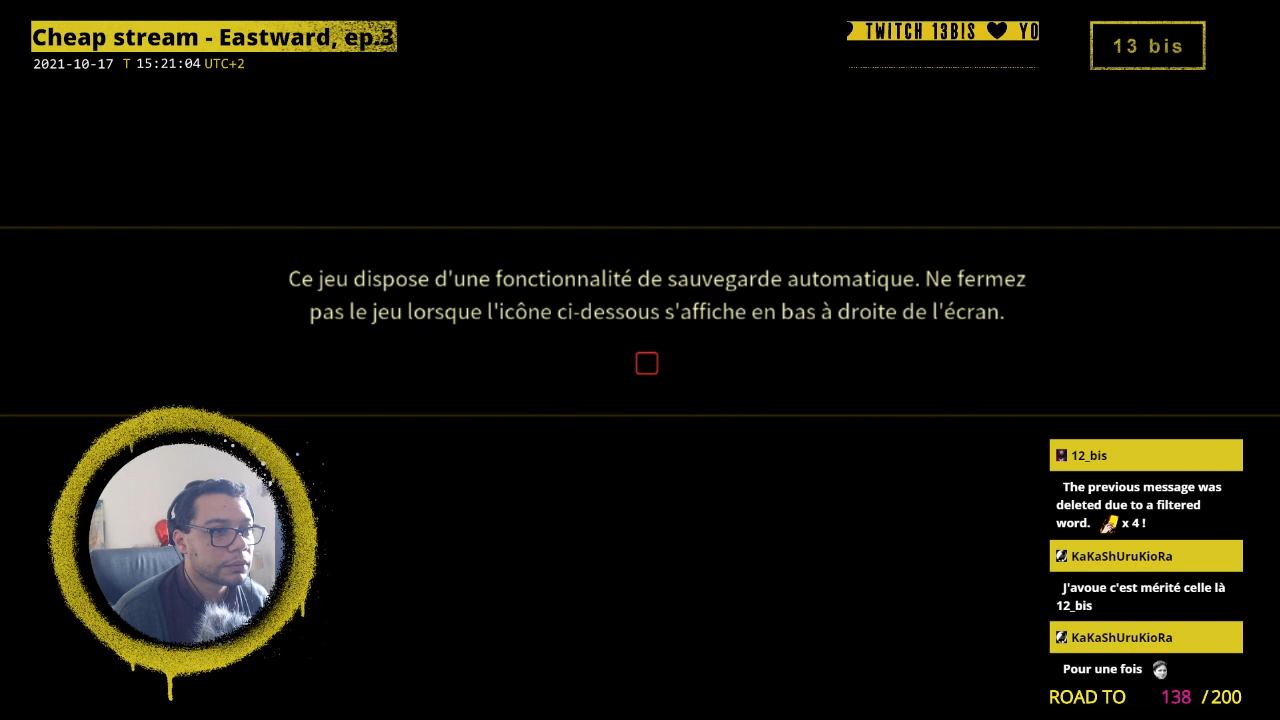 Cheap stream - Eastward, ep.3
2021-10-17 T 15:21:04 UTC+2
TWITCH 13BIS ♥ YO
13 bis
Ce jeu dispose d'une fonctionnalité de sauvegarde automatique. Ne fermez
pas le jeu lorsque l'icône ci-dessous s'affiche en bas à droite de l'écran.
12_bis
The previous message was
deleted due to a filtered
word. x 4 !
KaKaShUruKioRa
J'avoue c'est mérité celle là
12_bis
KaKaShUruKioRa
Pour une fois
ROAD TO 138 / 200